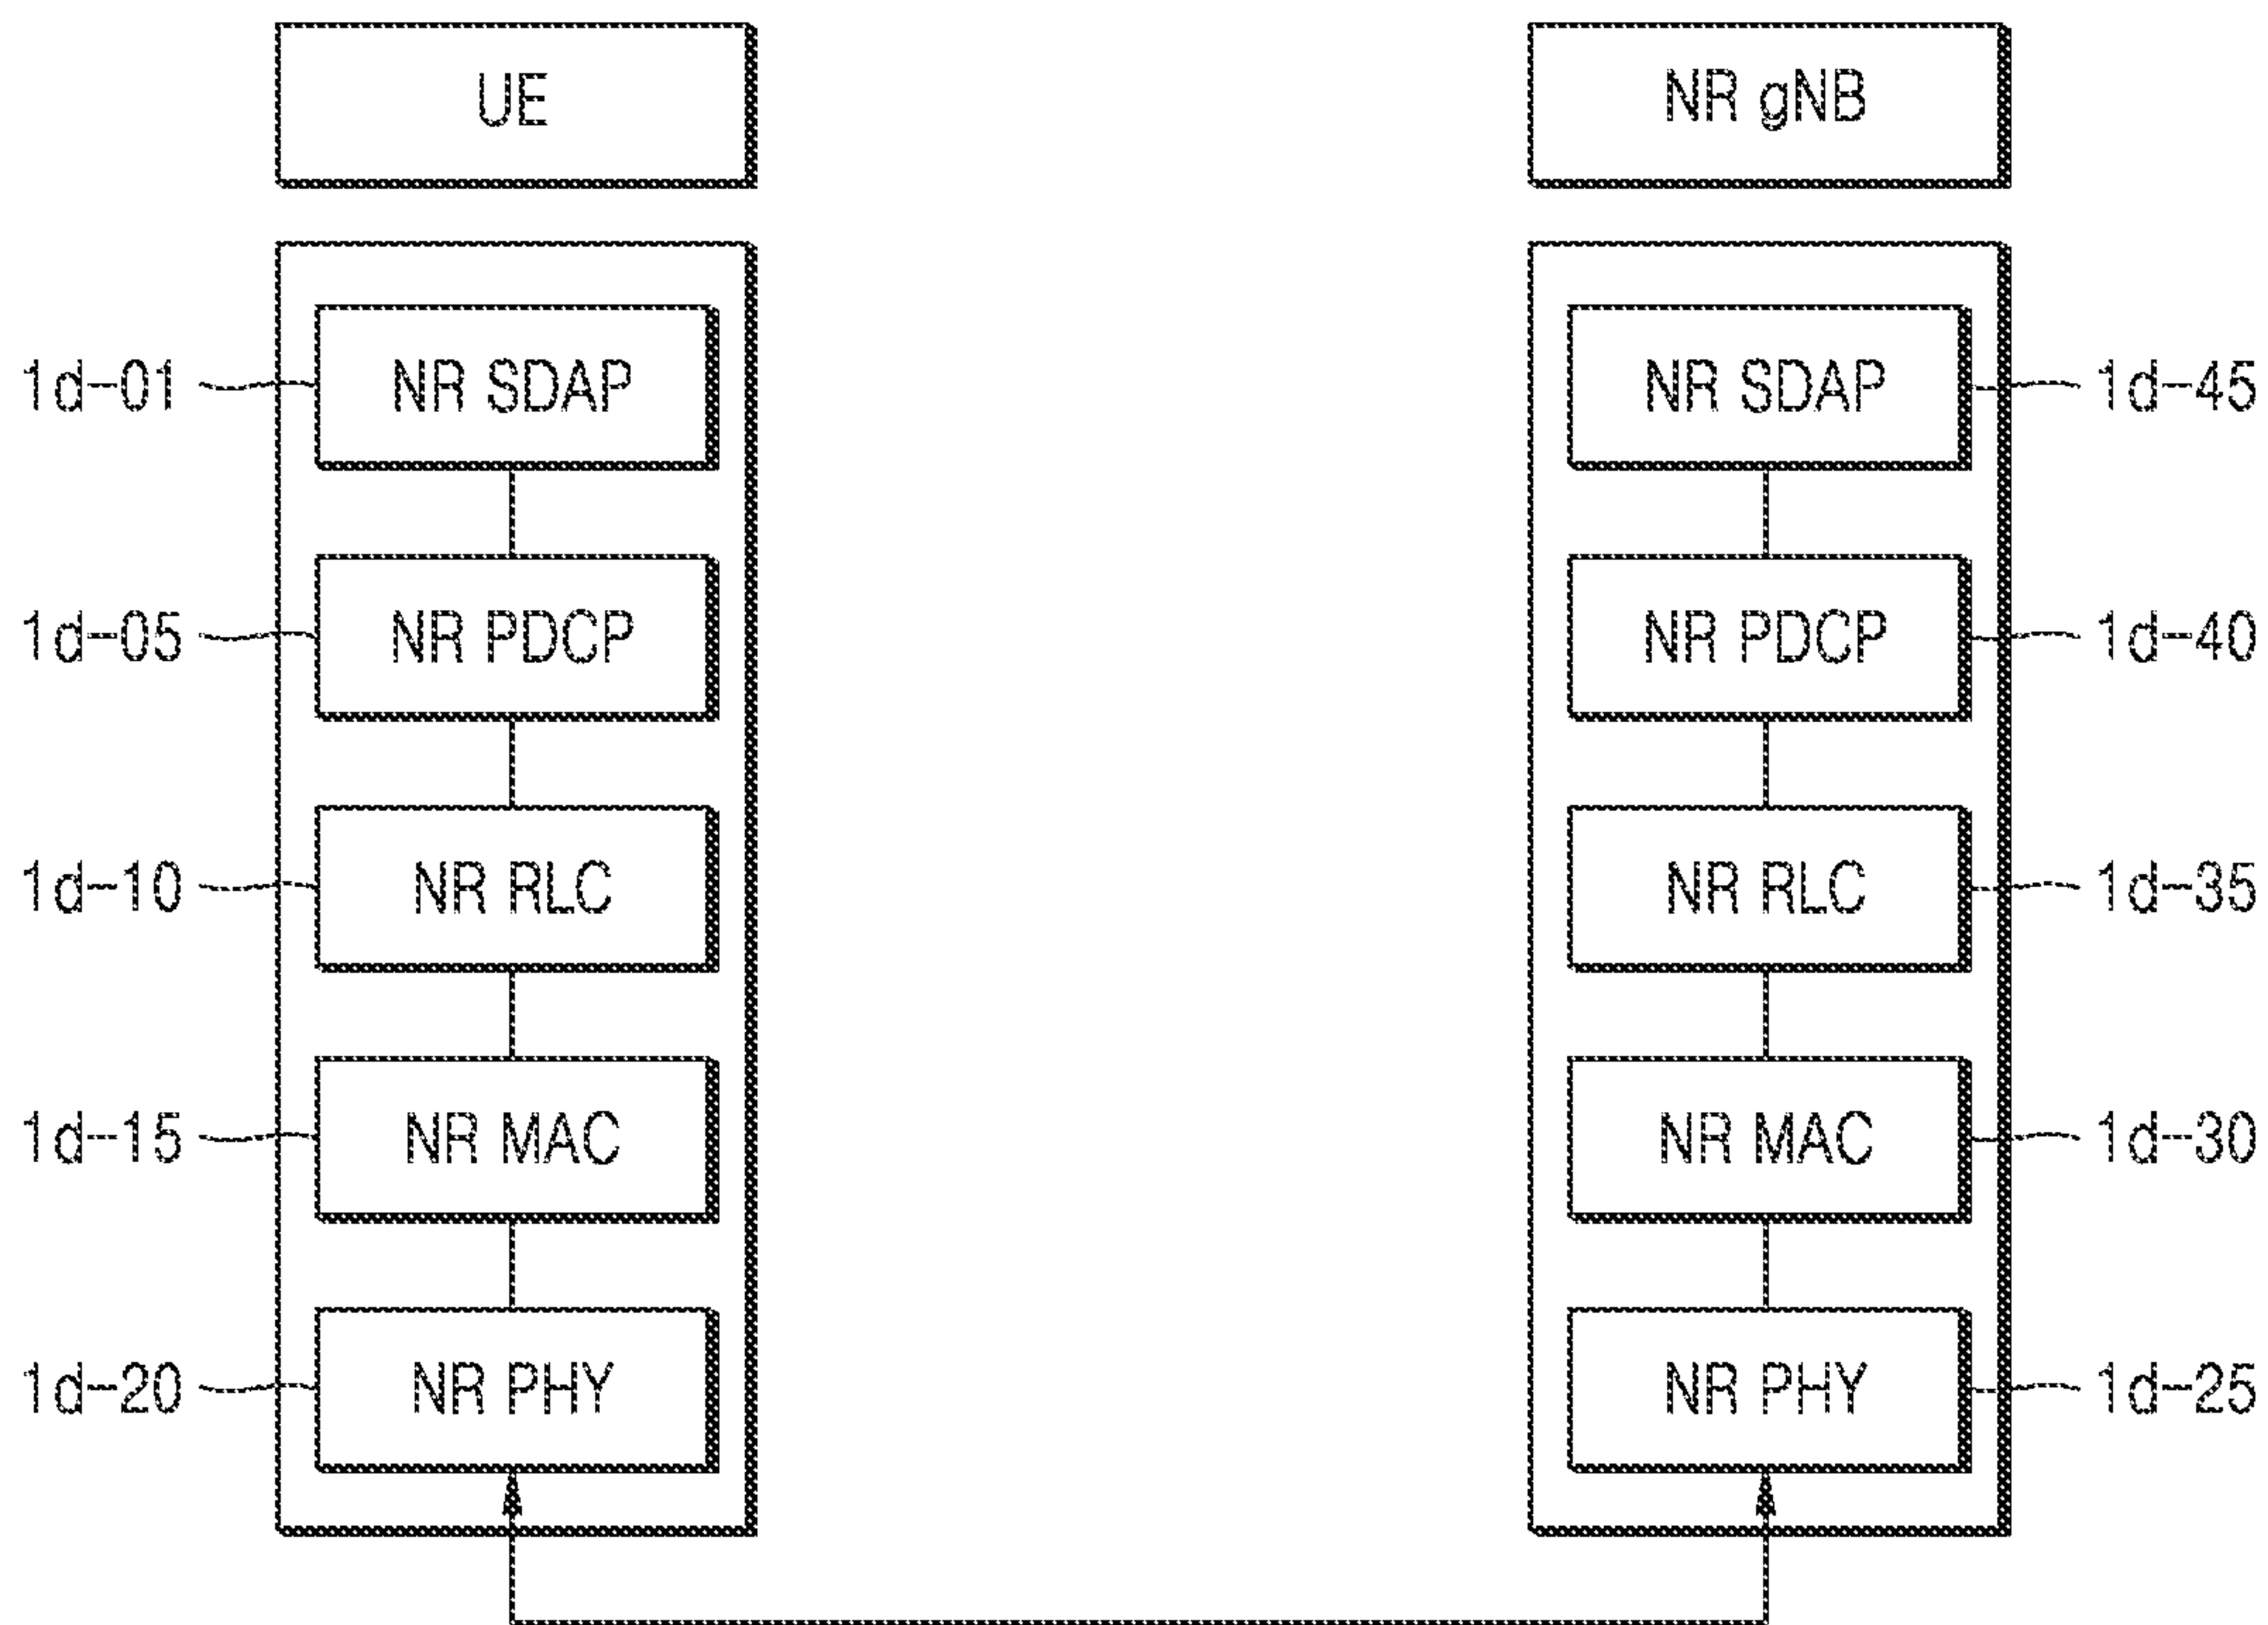 UE
NR gNB
1d-01
NR SDAP
NR SDAP
1d-45
1d-05
NR PDCP
NR PDCP
1d-40
1d-10
NR RLC
NR RLC
1d-35
1d-15
NR MAC
NR MAC
1d-30
1d-20
NR PHY
NR PHY
1d-25